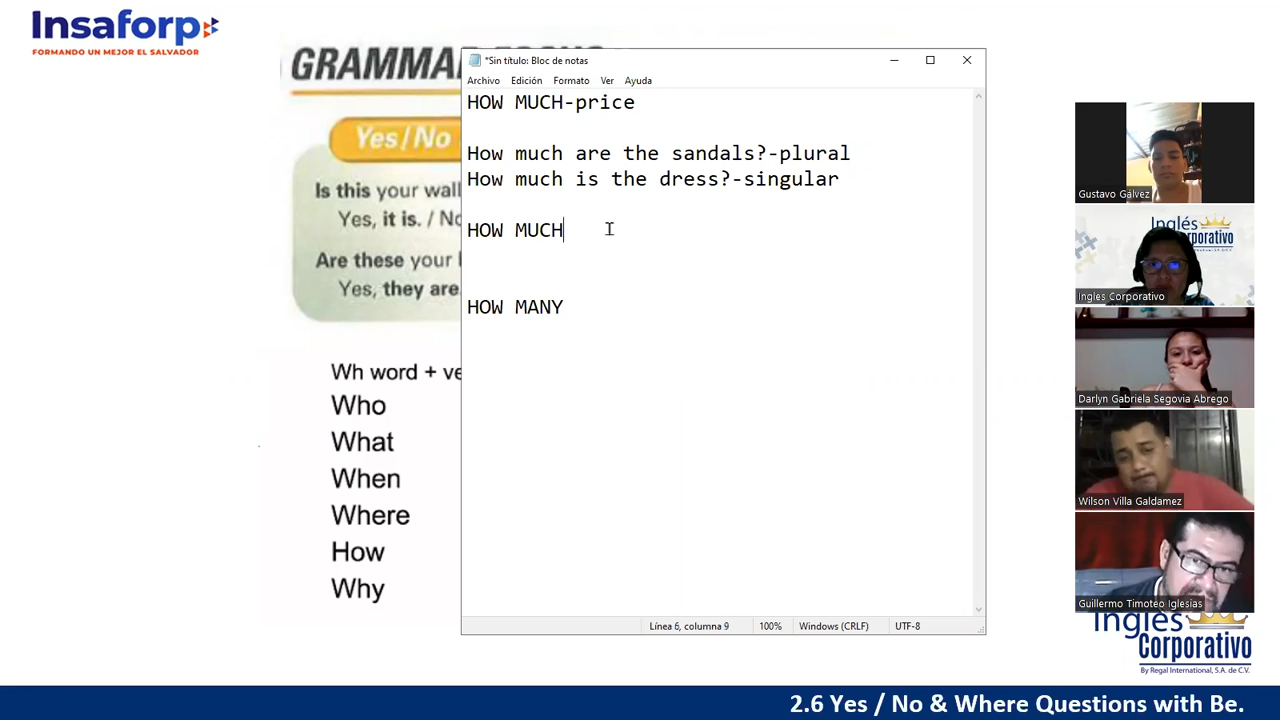 Insaforp
FORMANDO UN MEJOR EL SALVADOR
GRAMMA
Yes/No
Is this your wall
Yes, it is. / No
Are these your
Yes, they are.
Wh word + ve
Who
What
When
Where
How
Why
*Sin título: Bloc de notas
Archivo Edición Formato Ver Ayuda
HOW MUCH-price
How much are the sandals?-plural
How much is the dress?-singular
HOW MUCH
HOW MANY
Línea 6, columna 9 100% Windows (CRLF) UTF-8
Gustavo Gálvez
Inglés
Corporativo
Ingles Corporativo
Darlyn Gabriela Segovia Abrego
Wilson Villa Galdamez
Guillermo Timoteo Iglesias
Inglés
Corporativo
By Regal International, S.A. de C.V.
2.6 Yes / No & Where Questions with Be.